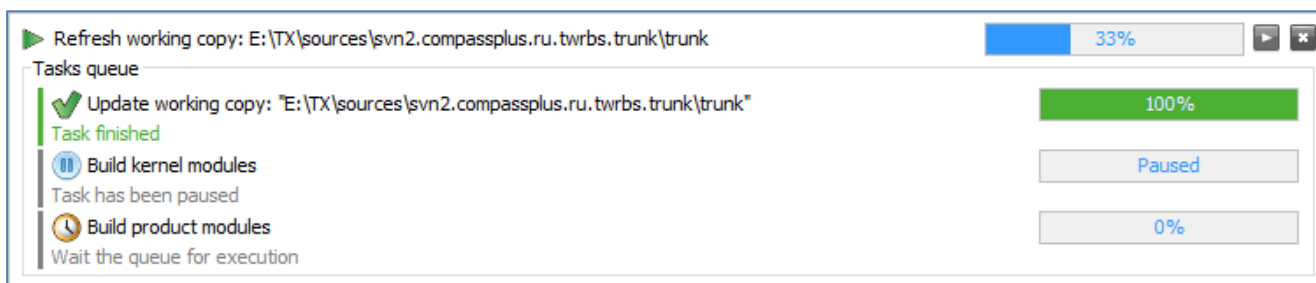 Refresh working copy: E:\TX\sources\svn2.compassplus.ru.twrbs.trunk\trunk 33%
Tasks queue
Update working copy: "E:\TX\sources\svn2.compassplus.ru.twrbs.trunk\trunk" 100%
Task finished
Build kernel modules Paused
Task has been paused
Build product modules 0%
Wait the queue for execution